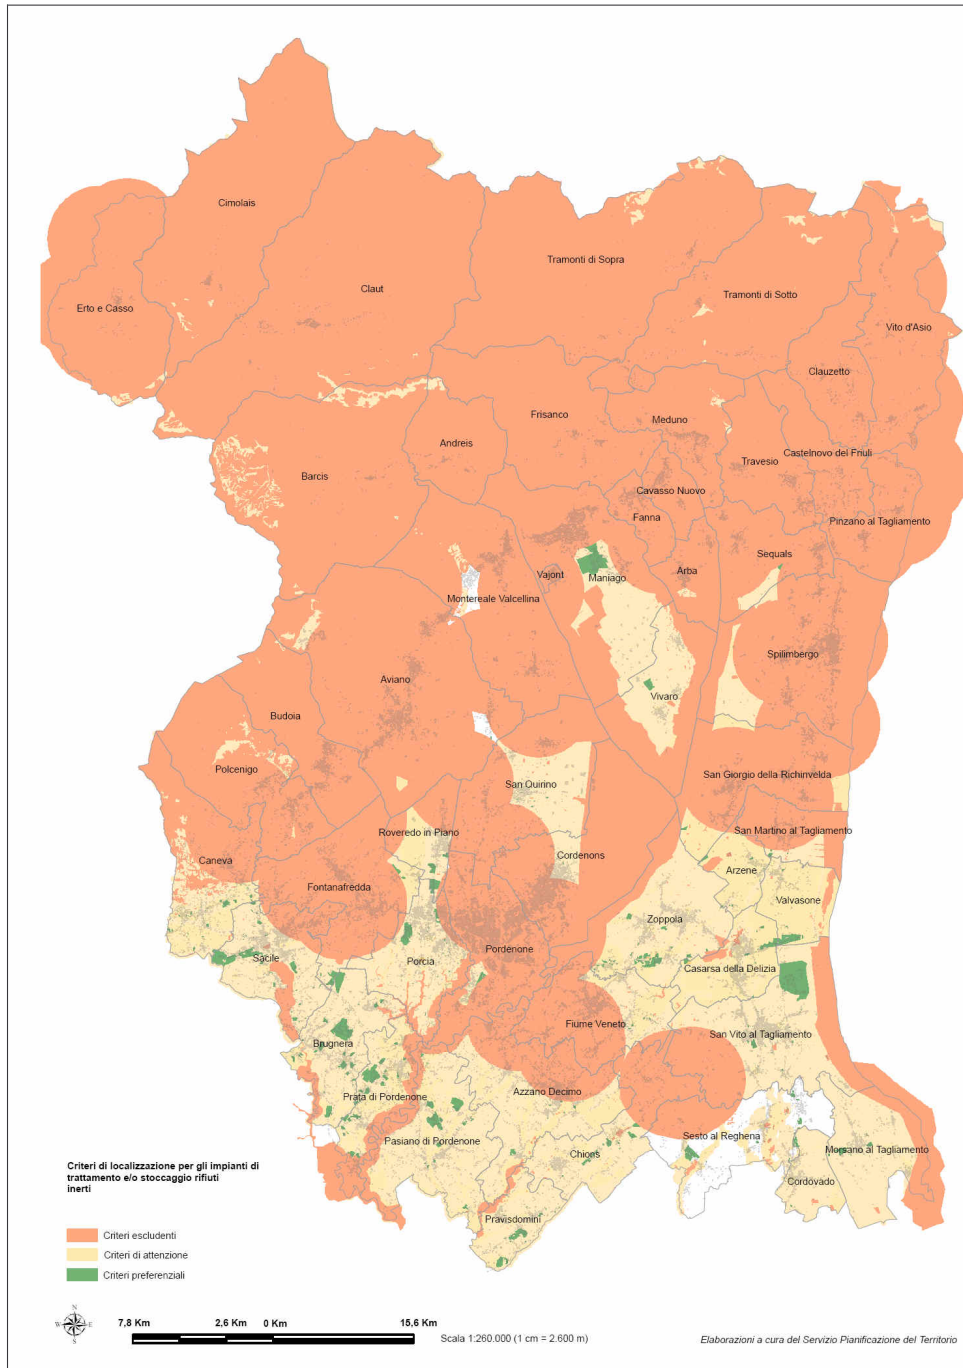 Cimolais
Claut
Tramonti di Sopra
Tramonti di Sotto
Erto e Casso
Vito d'Asio
Clauzetto
Frisanco
Meduno
Andreis
Travesio
Castelnovo del Friuli
Barcis
Cavasso Nuovo
Fanna
Pinzano al Tagliamento
Sequals
Vajont
Maniago
Arba
Montereale Valcellina
Spilimbergo
Aviano
Vivaro
Budoia
Polcenigo
San Quirino
San Giorgio della Richinvelda
Roveredo in Piano
San Martino al Tagliamento
Caneva
Cordenons
Arzene
Fontanafredda
Valvasone
Zoppola
Pordenone
Sacile
Porcia
Casarsa della Delizia
Fiume Veneto
San Vito al Tagliamento
Brugnera
Azzano Decimo
Prata di Pordenone
Pasiano di Pordenone
Sesto al Reghena
Chions
Morsano al Tagliamento
Cordovado
Pravisdomini
Criteri di localizzazione per gli impianti di
trattamento e/o stoccaggio rifiuti
inerti
Criteri escludenti
Criteri di attenzione
Criteri preferenziali
N
W E
S
7,8 Km 2,6 Km 0 Km 15,6 Km
Scala 1:260.000 (1 cm = 2.600 m)
Elaborazioni a cura del Servizio Pianificazione del Territorio